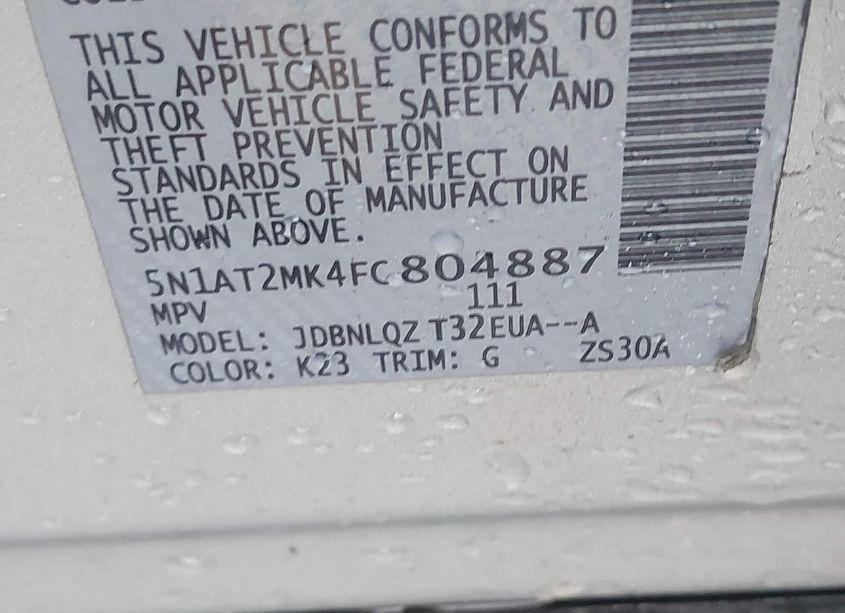 THIS VEHICLE CONFORMS TO
ALL APPLICABLE FEDERAL
MOTOR VEHICLE SAFETY AND
THEFT PREVENTION
STANDARDS IN EFFECT ON
THE DATE OF MANUFACTURE
SHOWN ABOVE.
5N1AT2MK4FC804887
MPV 111
MODEL: JDBNLQZ T32EUA--A
COLOR: K23 TRIM: G ZS30A